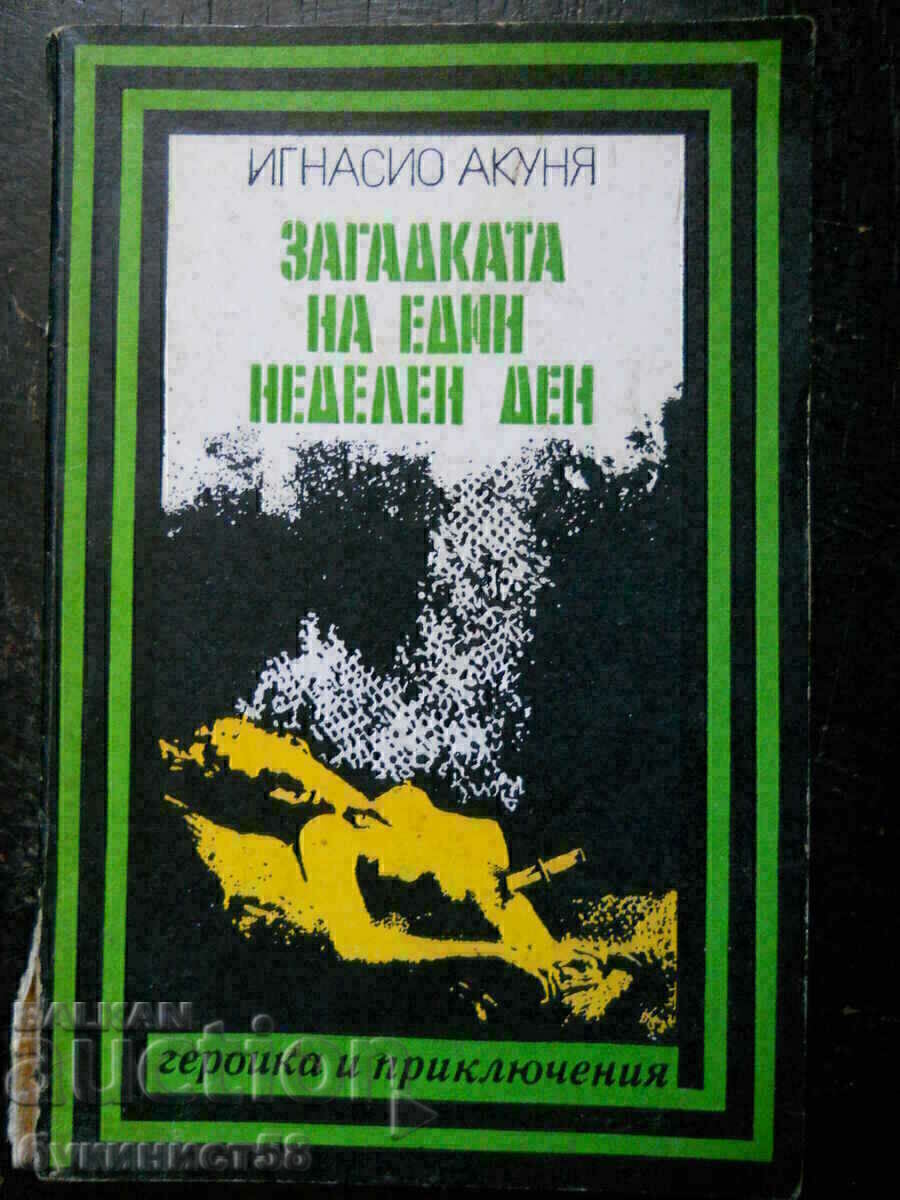 ИГНАСИО АКУНЯ
ЗАГАДКАТА
НА ЕДИН
НЕДЕЛЕН ДЕН
героика и приключения
BALKAN
auction
букинист58